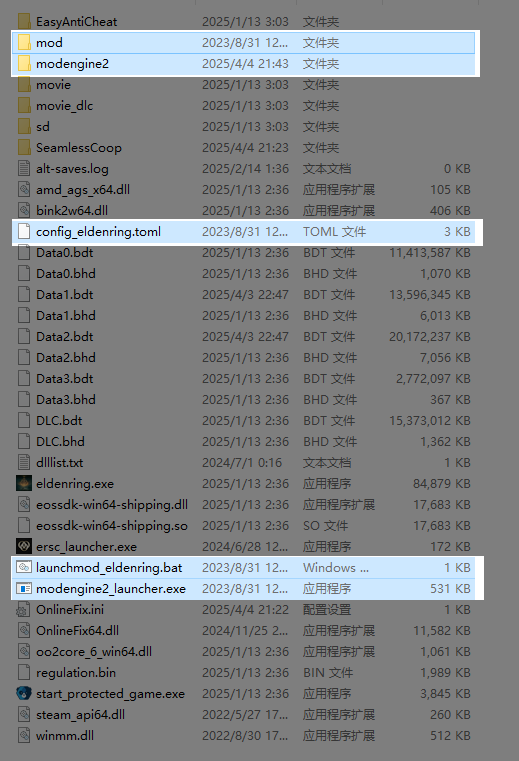 EasyAntiCheat 2025/1/13 3:03 文件夹
mod 2023/8/31 12... 文件夹
modengine2 2025/4/4 21:43 文件夹
movie 2025/1/13 3:03 文件夹
movie_dlc 2025/1/13 3:03 文件夹
sd 2025/1/13 3:03 文件夹
SeamlessCoop 2025/4/4 21:23 文件夹
alt-saves.log 2025/2/14 1:36 文本文档 0 KB
amd_ags_x64.dll 2025/1/13 2:36 应用程序扩展 105 KB
bink2w64.dll 2025/1/13 2:36 应用程序扩展 406 KB
config_eldenring.toml 2023/8/31 12... TOML 文件 3 KB
Data0.bdt 2025/1/13 2:36 BDT 文件 11,413,587 KB
Data0.bhd 2025/1/13 2:36 BHD 文件 1,070 KB
Data1.bdt 2025/4/3 22:47 BDT 文件 13,596,345 KB
Data1.bhd 2025/1/13 2:36 BHD 文件 6,013 KB
Data2.bdt 2025/4/3 22:47 BDT 文件 20,172,237 KB
Data2.bhd 2025/1/13 2:36 BHD 文件 7,056 KB
Data3.bdt 2025/1/13 2:36 BDT 文件 2,772,097 KB
Data3.bhd 2025/1/13 2:36 BHD 文件 367 KB
DLC.bdt 2025/1/13 2:36 BDT 文件 15,373,012 KB
DLC.bhd 2025/1/13 2:36 BHD 文件 1,362 KB
dlllist.txt 2024/7/1 0:16 文本文档 1 KB
eldenring.exe 2025/1/13 2:36 应用程序 84,879 KB
eossdk-win64-shipping.dll 2025/1/13 2:36 应用程序扩展 17,683 KB
eossdk-win64-shipping.so 2025/1/13 2:36 SO 文件 17,683 KB
ersc_launcher.exe 2024/6/28 12... 应用程序 172 KB
launchmod_eldenring.bat 2023/8/31 12... Windows ... 1 KB
modengine2_launcher.exe 2023/8/31 12... 应用程序 531 KB
OnlineFix.ini 2025/4/4 21:22 配置设置 1 KB
OnlineFix64.dll 2024/11/25 2... 应用程序扩展 11,582 KB
oo2core_6_win64.dll 2025/1/13 2:36 应用程序扩展 1,061 KB
regulation.bin 2025/1/13 2:36 BIN 文件 1,989 KB
start_protected_game.exe 2025/1/13 2:36 应用程序 3,845 KB
steam_api64.dll 2022/5/27 17... 应用程序扩展 260 KB
winmm.dll 2022/8/30 17... 应用程序扩展 512 KB